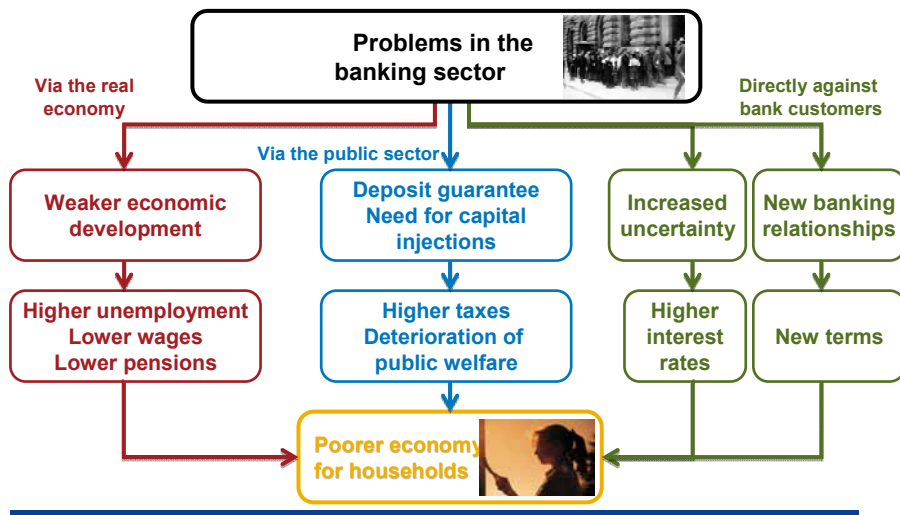 Problems in the
banking sector
Via the real
economy
Directly against
bank customers
Via the public sector
Weaker economic
development
Deposit guarantee
Need for capital
injections
Increased
uncertainty
New banking
relationships
Higher unemployment
Lower wages
Lower pensions
Higher taxes
Deterioration of
public welfare
Higher
interest
rates
New terms
Poorer economy
for households